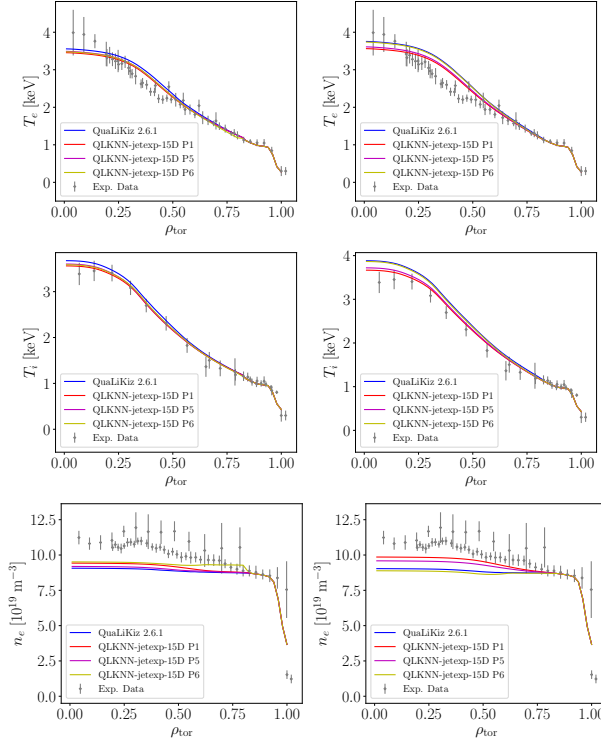 4
3
2
1
0
T_e [keV]
QuaLiKiz 2.6.1
QLKNN-jetexp-15D P1
QLKNN-jetexp-15D P5
QLKNN-jetexp-15D P6
Exp. Data
0.00 0.25 0.50 0.75 1.00
ρ_tor
4
3
2
1
0
T_e [keV]
QuaLiKiz 2.6.1
QLKNN-jetexp-15D P1
QLKNN-jetexp-15D P5
QLKNN-jetexp-15D P6
Exp. Data
0.00 0.25 0.50 0.75 1.00
ρ_tor
3
2
1
0
T_i [keV]
QuaLiKiz 2.6.1
QLKNN-jetexp-15D P1
QLKNN-jetexp-15D P5
QLKNN-jetexp-15D P6
Exp. Data
0.00 0.25 0.50 0.75 1.00
ρ_tor
4
3
2
1
0
T_i [keV]
QuaLiKiz 2.6.1
QLKNN-jetexp-15D P1
QLKNN-jetexp-15D P5
QLKNN-jetexp-15D P6
Exp. Data
0.00 0.25 0.50 0.75 1.00
ρ_tor
12.5
10.0
7.5
5.0
2.5
0.0
n_e [10^19 m^−3]
QuaLiKiz 2.6.1
QLKNN-jetexp-15D P1
QLKNN-jetexp-15D P5
QLKNN-jetexp-15D P6
Exp. Data
0.00 0.25 0.50 0.75 1.00
ρ_tor
12.5
10.0
7.5
5.0
2.5
0.0
n_e [10^19 m^−3]
QuaLiKiz 2.6.1
QLKNN-jetexp-15D P1
QLKNN-jetexp-15D P5
QLKNN-jetexp-15D P6
Exp. Data
0.00 0.25 0.50 0.75 1.00
ρ_tor